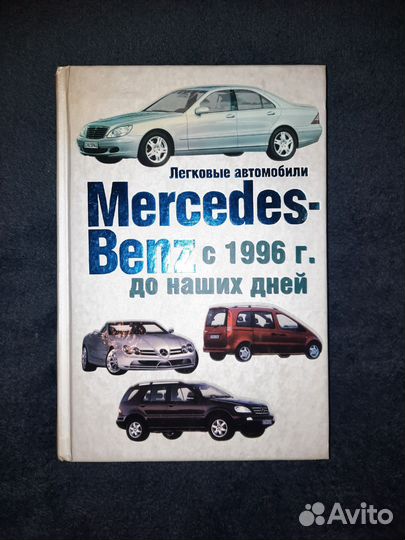 Легковые автомобили
Mercedes-
Benz с 1996 г.
до наших дней
Avito